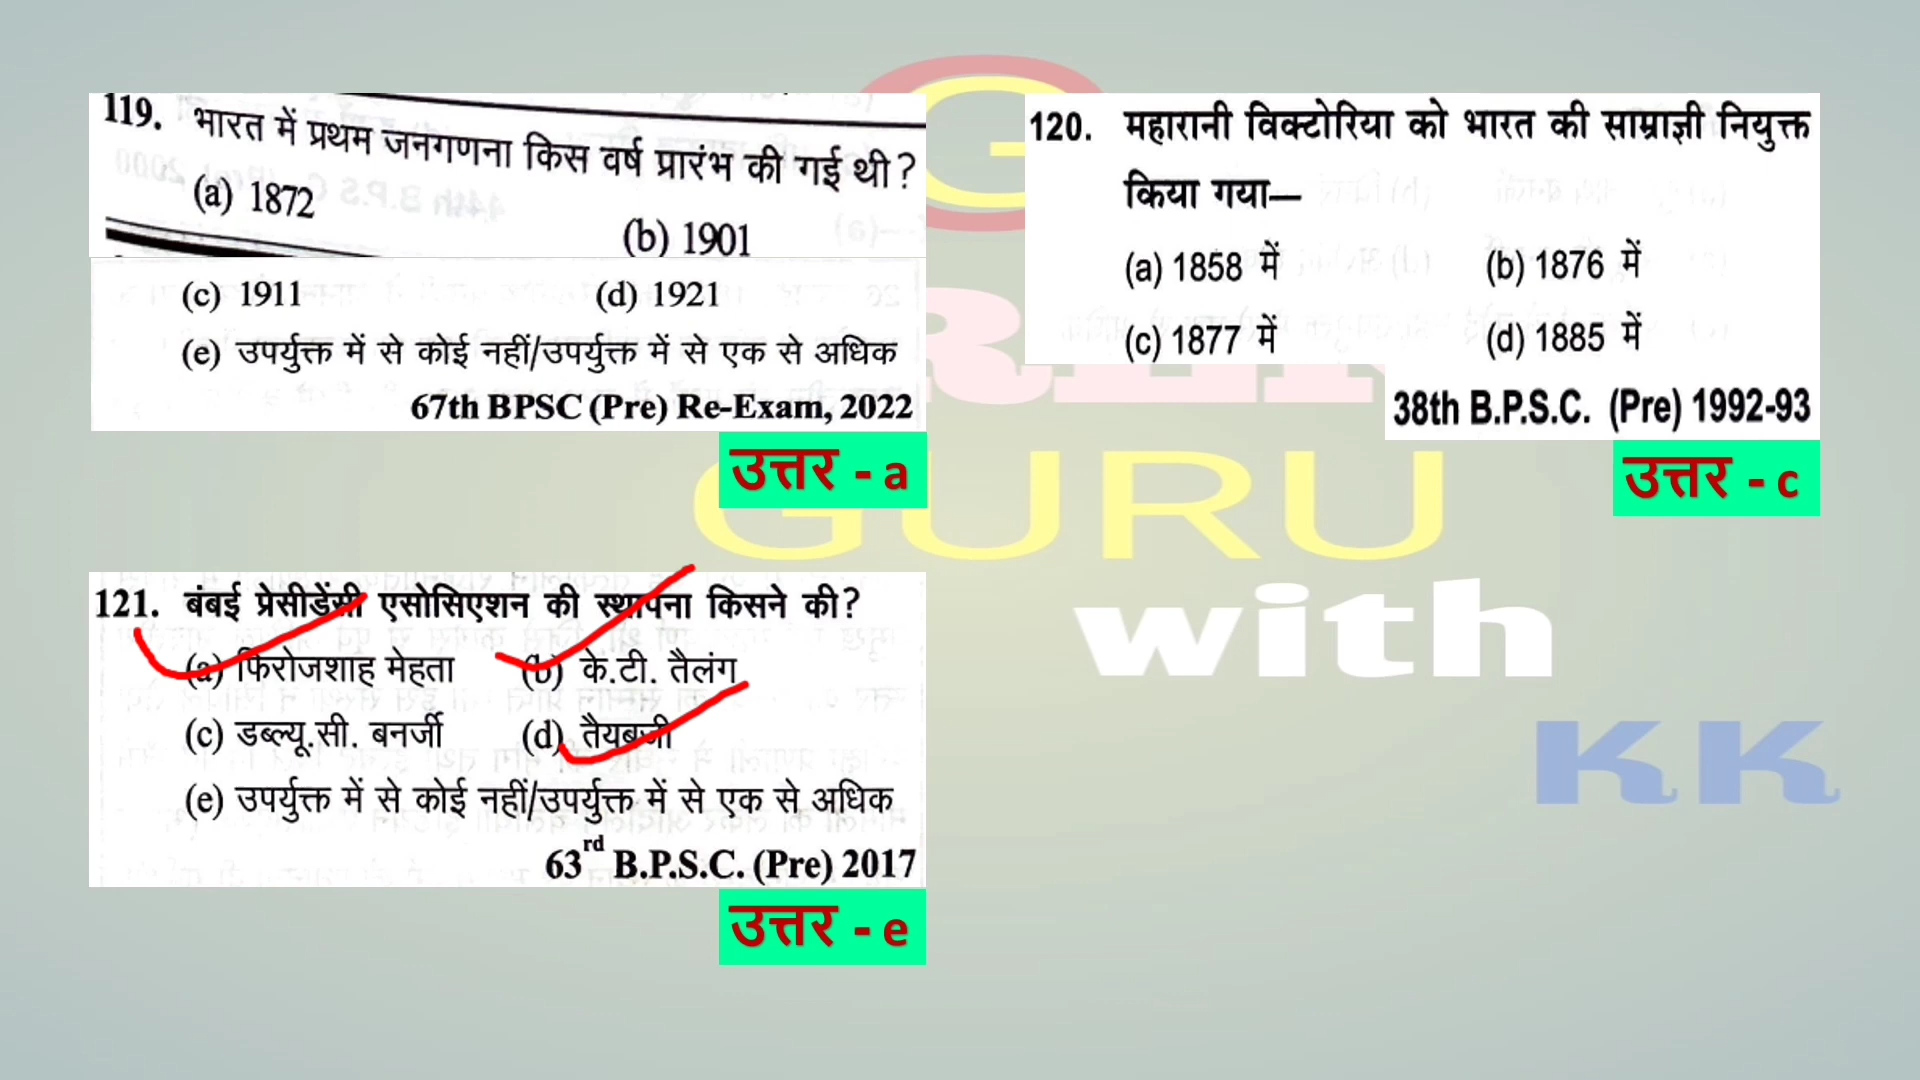 119. भारत में प्रथम जनगणना किस वर्ष प्रारंभ की गई थी?
(a) 1872
(b) 1901
(c) 1911 (d) 1921
(e) उपर्युक्त में से कोई नहीं/उपर्युक्त में से एक से अधिक
67th BPSC (Pre) Re-Exam, 2022
उत्तर - a
120. महारानी विक्टोरिया को भारत की साम्राज्ञी नियुक्त
किया गया—
(a) 1858 में (b) 1876 में
(c) 1877 में (d) 1885 में
38th B.P.S.C. (Pre) 1992-93
उत्तर - c
121. बंबई प्रेसीडेंसी एसोसिएशन की स्थापना किसने की?
(a) फिरोजशाह मेहता (b) के.टी. तैलंग
(c) डब्ल्यू.सी. बनर्जी (d) तैयबजी
(e) उपर्युक्त में से कोई नहीं/उपर्युक्त में से एक से अधिक
63rd B.P.S.C. (Pre) 2017
उत्तर - e
GURU
with
KK